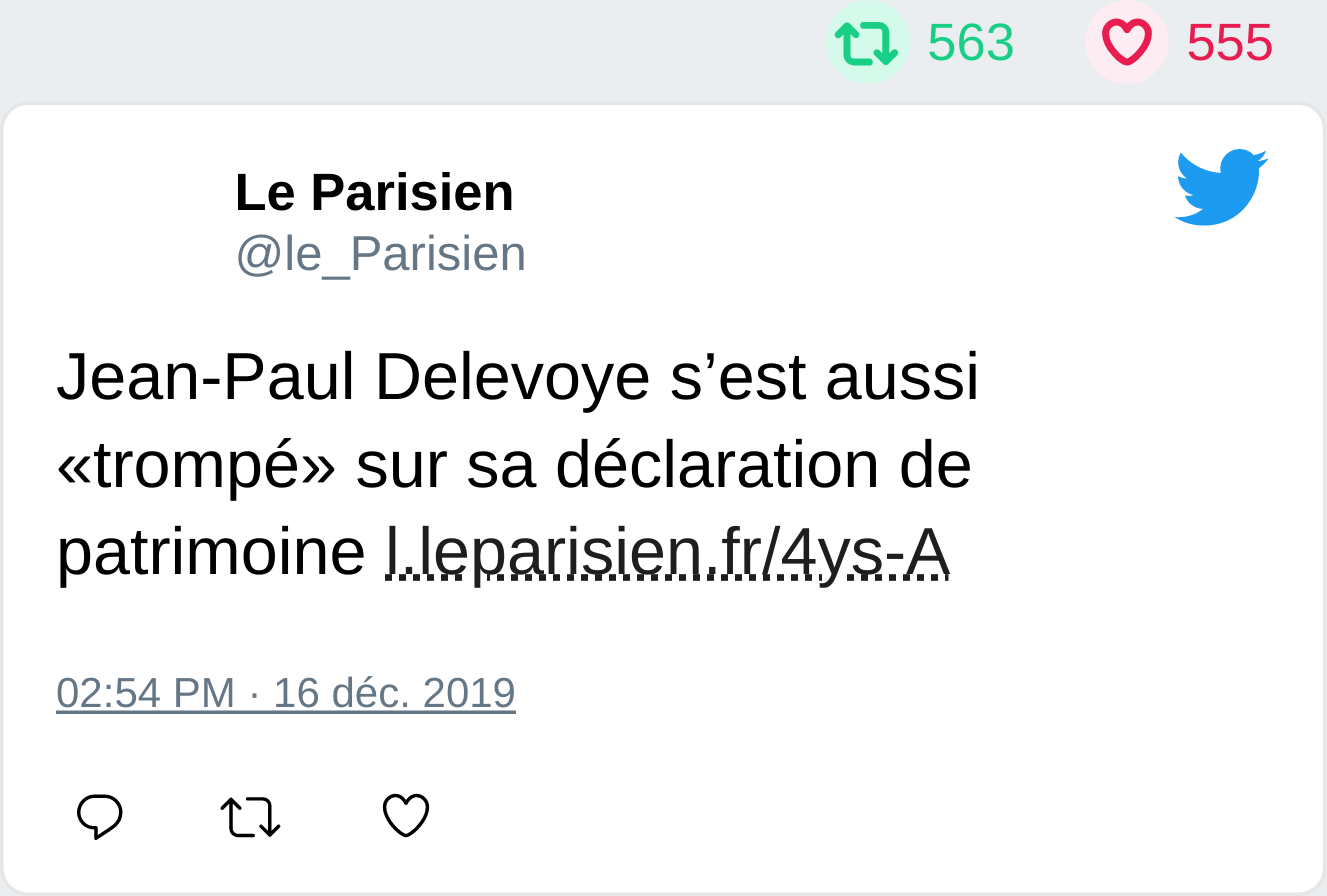 563 555
Le Parisien
@le_Parisien
Jean-Paul Delevoye s’est aussi
«trompé» sur sa déclaration de
patrimoine l.leparisien.fr/4ys-A
02:54 PM · 16 déc. 2019